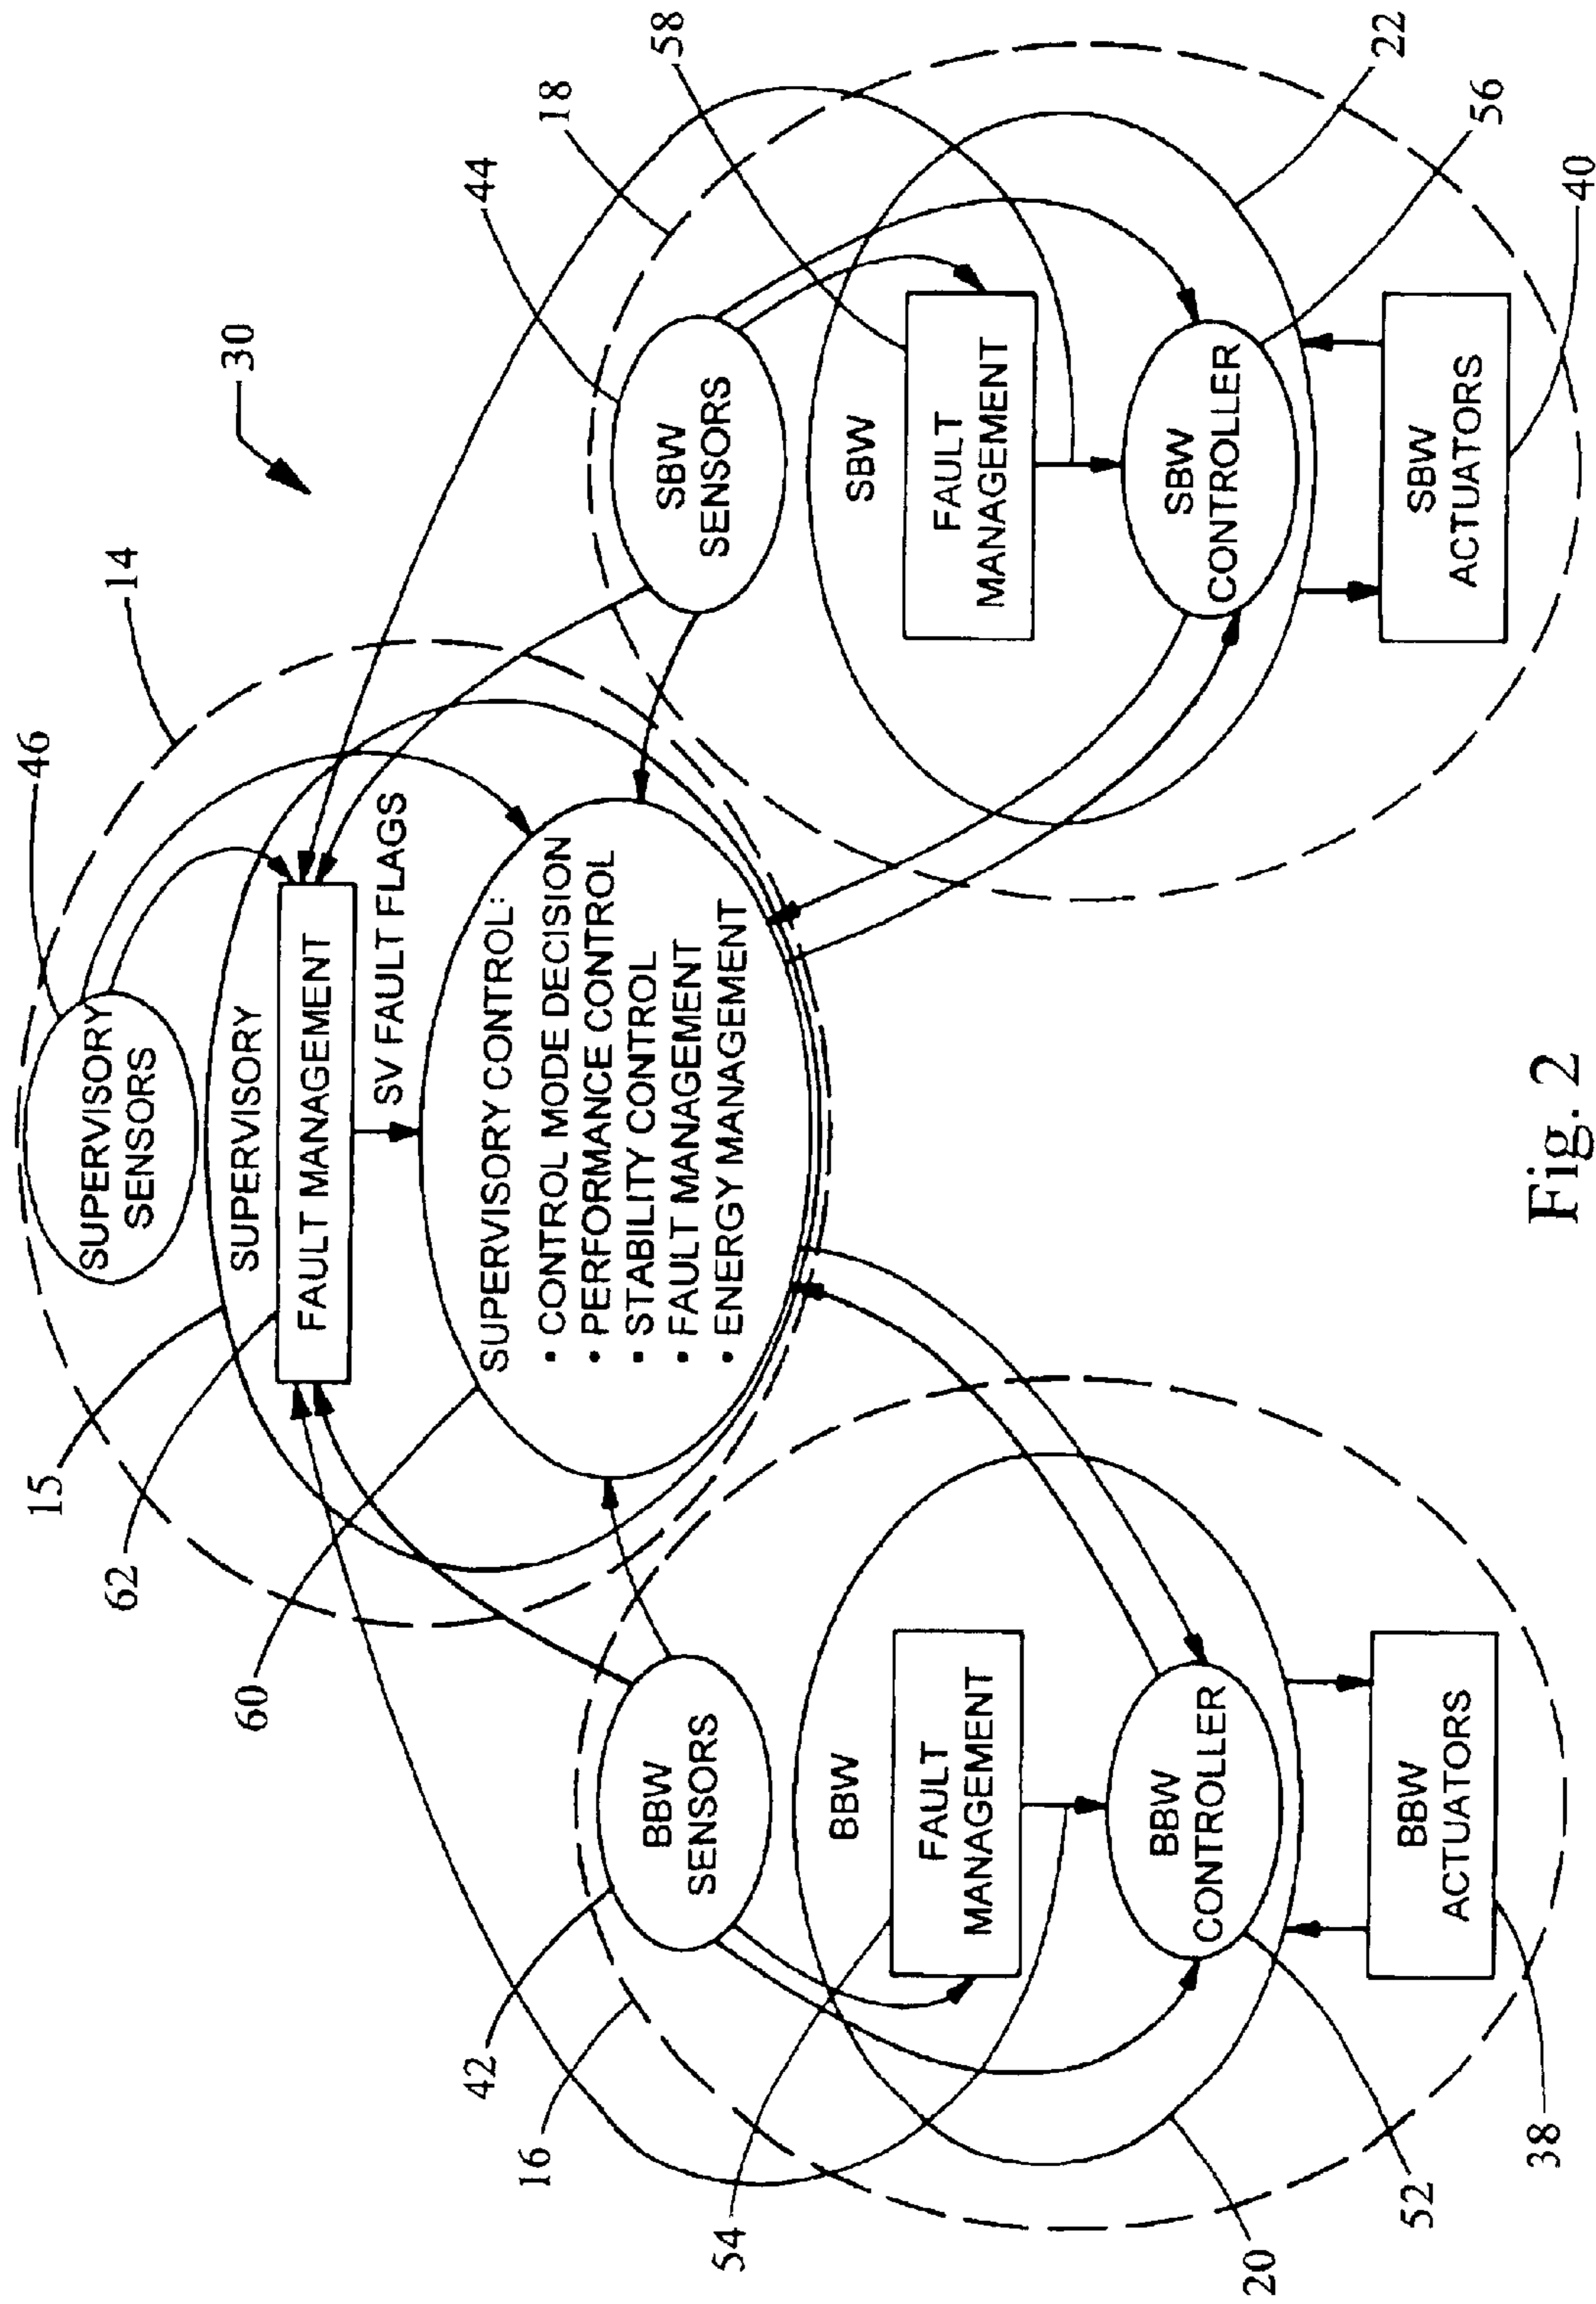 30
14
46
SUPERVISORY
SENSORS
15
62
60
SUPERVISORY
FAULT MANAGEMENT
SV FAULT FLAGS
SUPERVISORY CONTROL:
• CONTROL MODE DECISION
• PERFORMANCE CONTROL
• STABILITY CONTROL
• FAULT MANAGEMENT
• ENERGY MANAGEMENT
42
16
54
BBW
SENSORS
BBW
FAULT
MANAGEMENT
BBW
CONTROLLER
BBW
ACTUATORS
20
52
38
44
18
58
SBW
SENSORS
SBW
FAULT
MANAGEMENT
SBW
CONTROLLER
SBW
ACTUATORS
22
56
40
Fig. 2